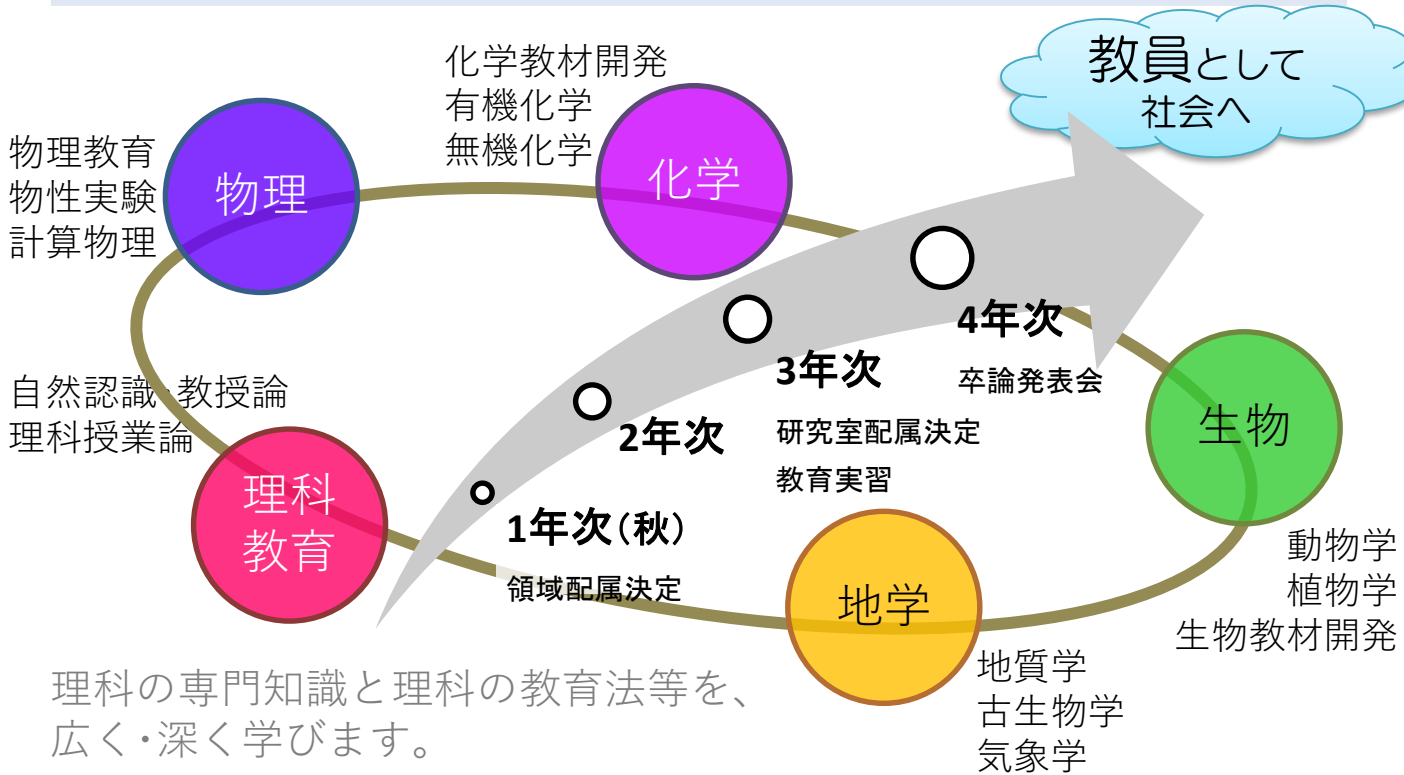 教員として
社会へ
化学教材開発
有機化学
無機化学
化学
物理教育
物性実験
計算物理
物理
4年次
卒論発表会
3年次
研究室配属決定
教育実習
2年次
1年次（秋）
領域配属決定
自然認識・教授論
理科授業論
理科
教育
生物
動物学
植物学
生物教材開発
地学
地質学
古生物学
気象学
理科の専門知識と理科の教育法等を、
広く・深く学びます。